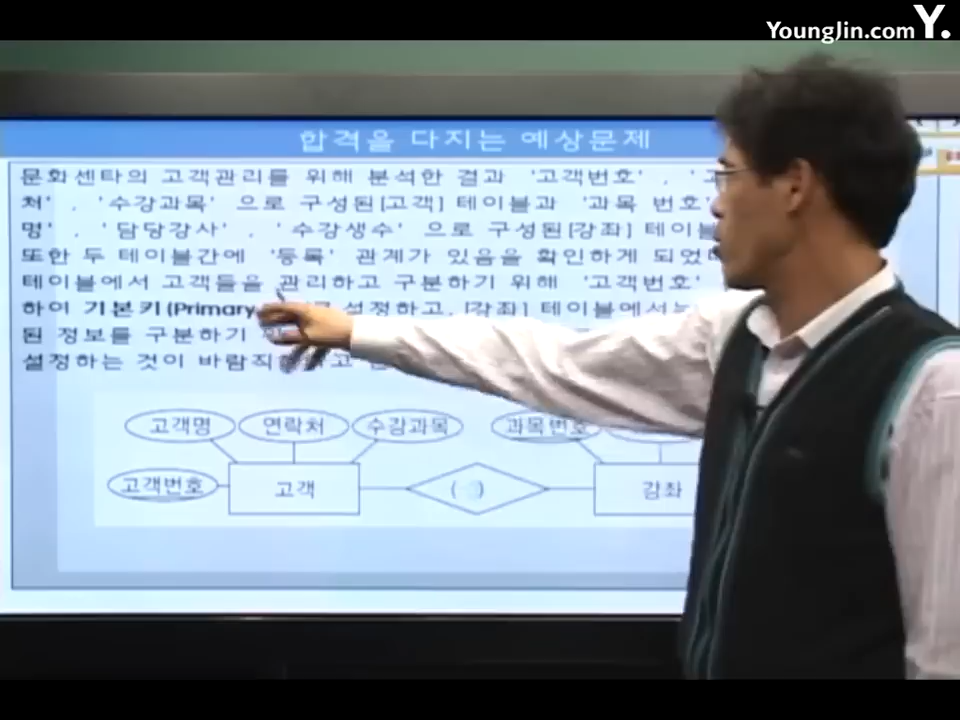 YoungJin.com Y.
합격을 다지는 예상문제
문화센타의 고객관리를 위해 분석한 결과 '고객번호' , '고
처' , '수강과목' 으로 구성된[고객] 테이블과 '과목 번호'
명' , '담당강사' , '수강생수' 으로 구성된[강좌] 테이블
또한 두 테이블간에 '등록' 관계가 있음을 확인하게 되었
테이블에서 고객들을 관리하고 구분하기 위해 '고객번호'
하여 기본키(Primary 설정하고, [강좌] 테이블에서는
된 정보를 구분하기
설정하는 것이 바람직
고객명 연락처 수강과목 과목번호
고객번호 고객 ( ) 강좌